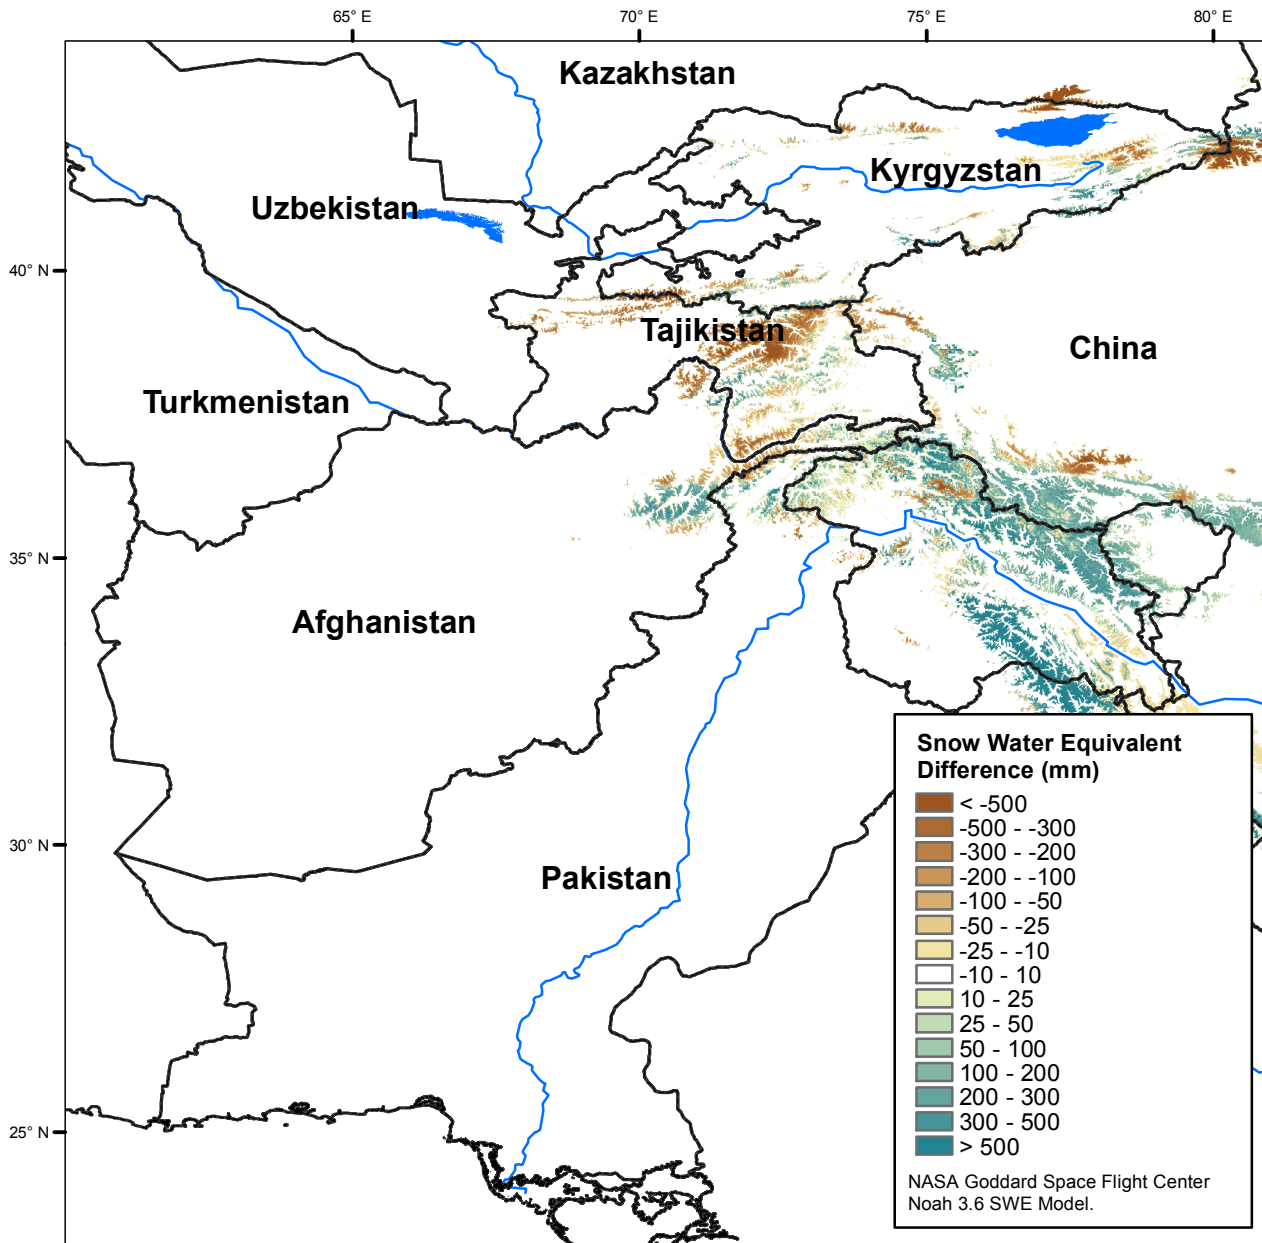 65° E
70° E
75° E
80° E
Kazakhstan
Kyrgyzstan
Uzbekistan
40° N
Tajikistan
China
Turkmenistan
35° N
Afghanistan
30° N
Pakistan
25° N
Snow Water Equivalent
Difference (mm)
< -500
-500 - -300
-300 - -200
-200 - -100
-100 - -50
-50 - -25
-25 - -10
-10 - 10
10 - 25
25 - 50
50 - 100
100 - 200
200 - 300
300 - 500
> 500
NASA Goddard Space Flight Center
Noah 3.6 SWE Model.